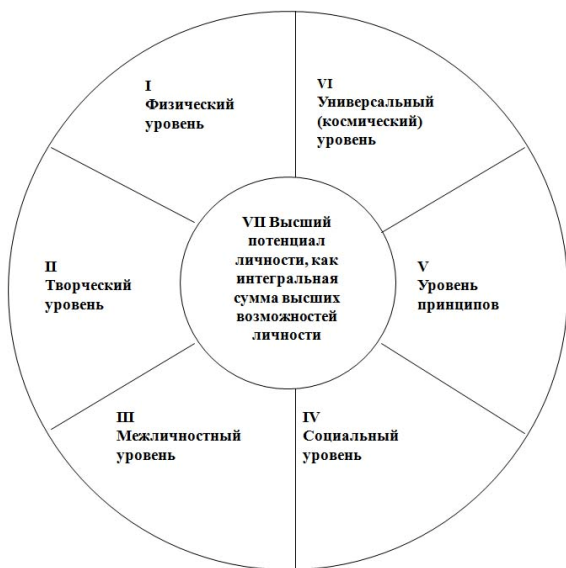 I
Физический
уровень
VI
Универсальный
(космический)
уровень
VII Высший
потенциал
личности, как
интегральная
сумма высших
возможностей
личности
II
Творческий
уровень
V
Уровень
принципов
III
Межличностный
уровень
IV
Социальный
уровень